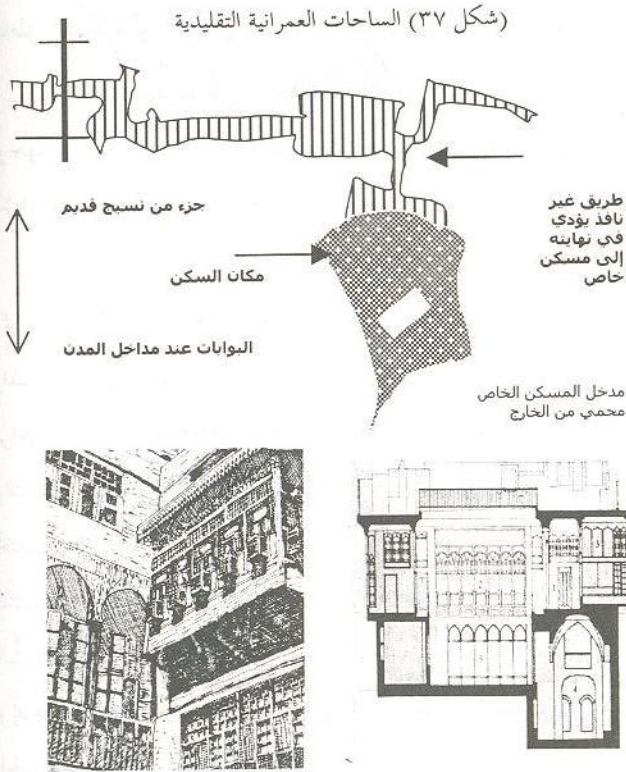 (شكل ٣٧) الساحات العمرانية التقليدية
جزء من نسيج قديم
طريق غير
نافذ يؤدي
في نهايته
إلى مسكن
خاص
مكان السكن
البوابات عند مداخل المدن
مدخل المسكن الخاص
محمي من الخارج